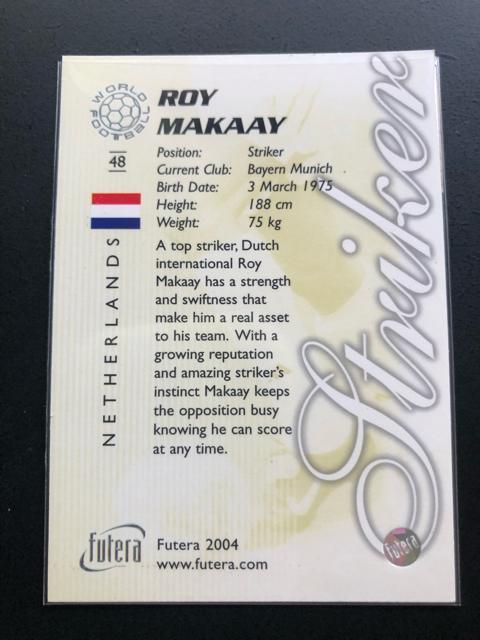 WORLD FOOTBALL
ROY
MAKAAY
48
Position: Striker
Current Club: Bayern Munich
Birth Date: 3 March 1975
Height: 188 cm
Weight: 75 kg
NETHERLANDS
A top striker, Dutch
international Roy
Makaay has a strength
and swiftness that
make him a real asset
to his team. With a
growing reputation
and amazing striker's
instinct Makaay keeps
the opposition busy
knowing he can score
at any time.
Striker
futera
Futera 2004
www.futera.com
futera